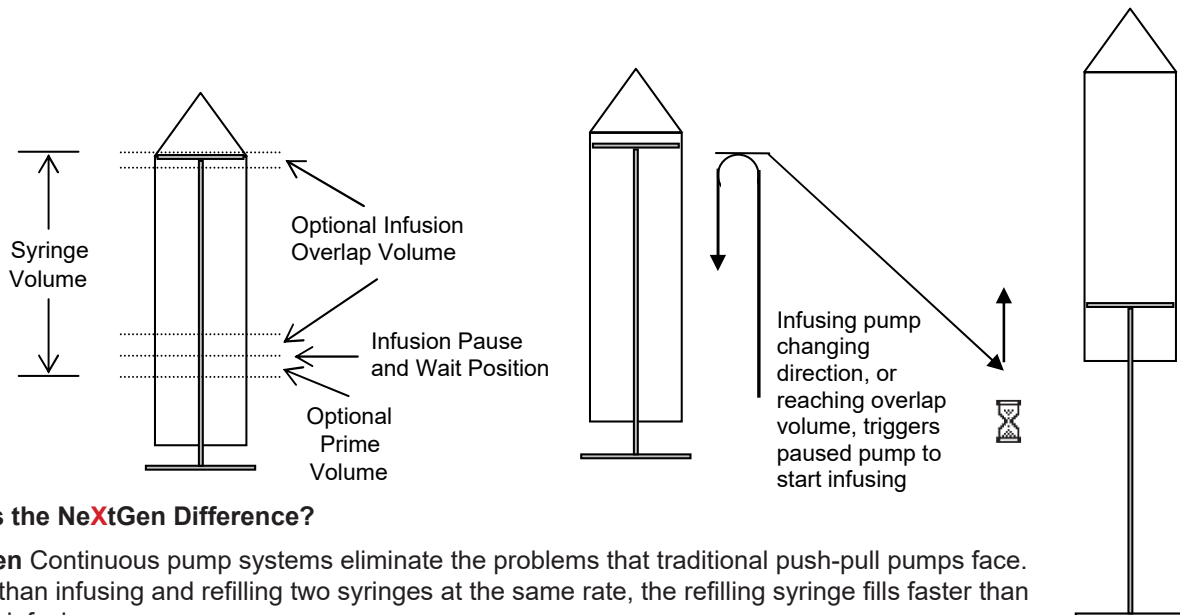 Syringe
Volume
Optional Infusion
Overlap Volume
Infusion Pause
and Wait Position
Optional
Prime
Volume
Infusing pump
changing
direction, or
reaching overlap
volume, triggers
paused pump to
start infusing
s the NeXtGen Difference?
en Continuous pump systems eliminate the problems that traditional push-pull pumps face.
than infusing and refilling two syringes at the same rate, the refilling syringe fills faster than